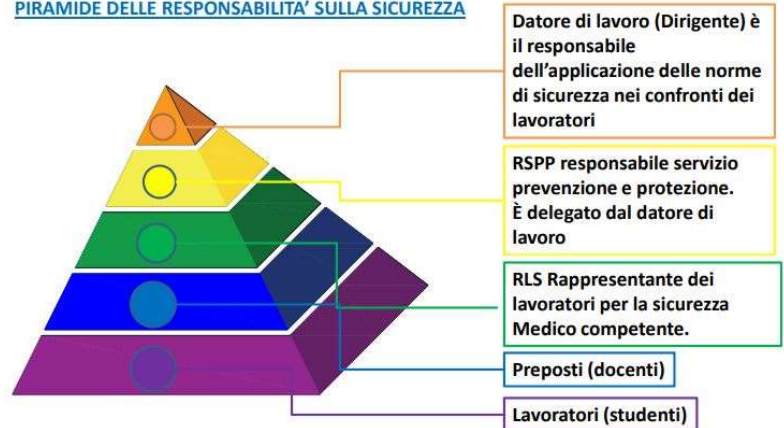 PIRAMIDE DELLE RESPONSABILITA’ SULLA SICUREZZA
Datore di lavoro (Dirigente) è
il responsabile
dell’applicazione delle norme
di sicurezza nei confronti dei
lavoratori
RSPP responsabile servizio
prevenzione e protezione.
È delegato dal datore di
lavoro
RLS Rappresentante dei
lavoratori per la sicurezza
Medico competente.
Preposti (docenti)
Lavoratori (studenti)